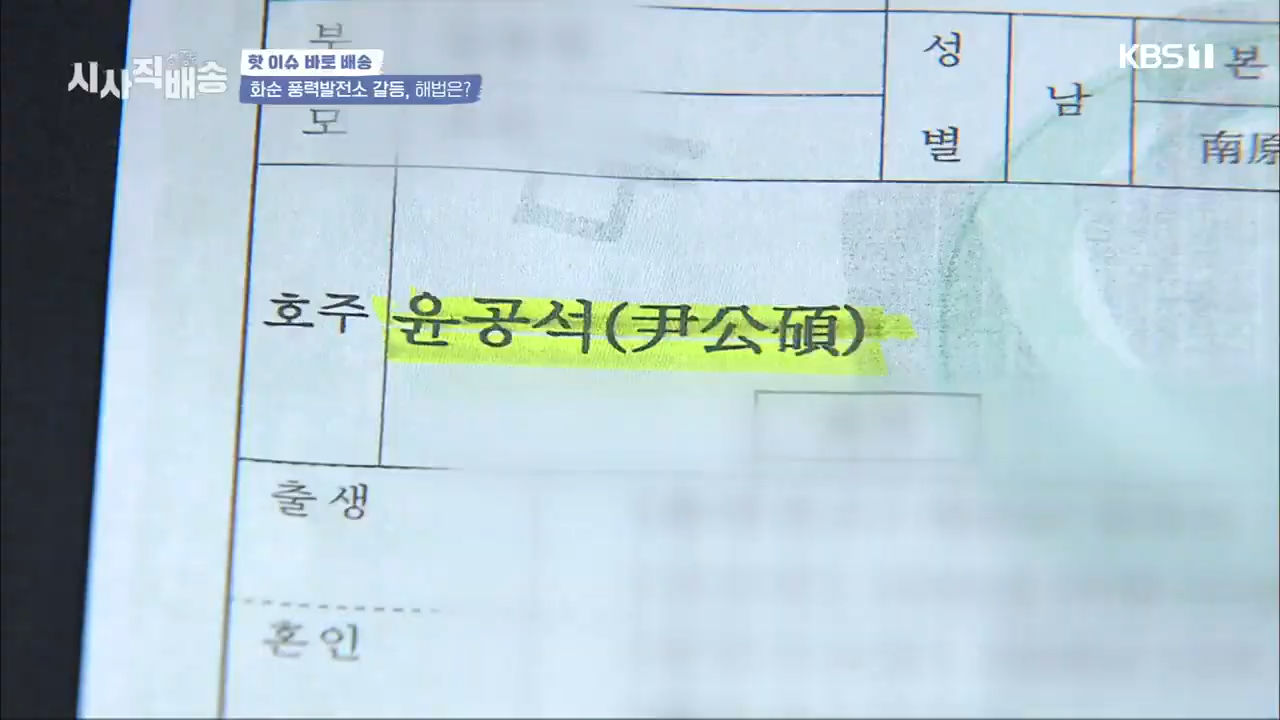 시사직배송
핫 이슈 바로 배송
화순 풍력발전소 갈등, 해법은?
KBS1
부
모
성별
남
본
南原
호주 윤공석(尹公碩)
출생
혼인